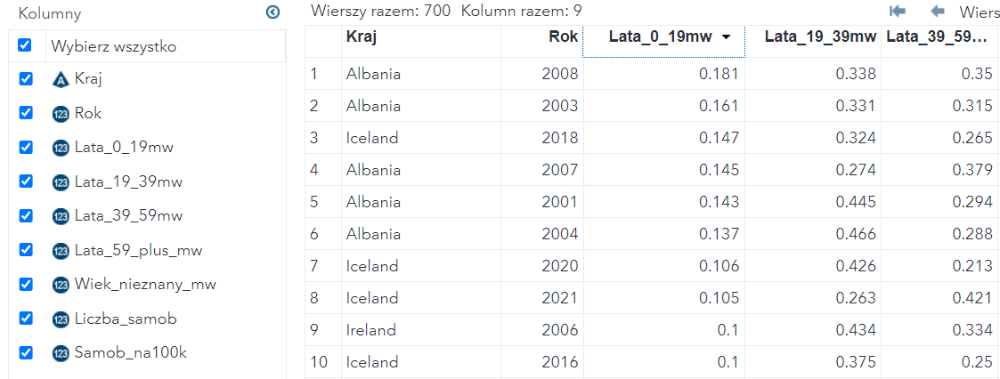 Kolumny
Wybierz wszystko
Kraj
Rok
Lata_0_19mw
Lata_19_39mw
Lata_39_59mw
Lata_59_plus_mw
Wiek_nieznany_mw
Liczba_samob
Samob_na100k
Wierszy razem: 700 Kolumn razem: 9 Wiers
Kraj Rok Lata_0_19mw Lata_19_39mw Lata_39_59...
1 Albania 2008 0.181 0.338 0.35
2 Albania 2003 0.161 0.331 0.315
3 Iceland 2018 0.147 0.324 0.265
4 Albania 2007 0.145 0.274 0.379
5 Albania 2001 0.143 0.445 0.294
6 Albania 2004 0.137 0.466 0.288
7 Iceland 2020 0.106 0.426 0.213
8 Iceland 2021 0.105 0.263 0.421
9 Ireland 2006 0.1 0.434 0.334
10 Iceland 2016 0.1 0.375 0.25